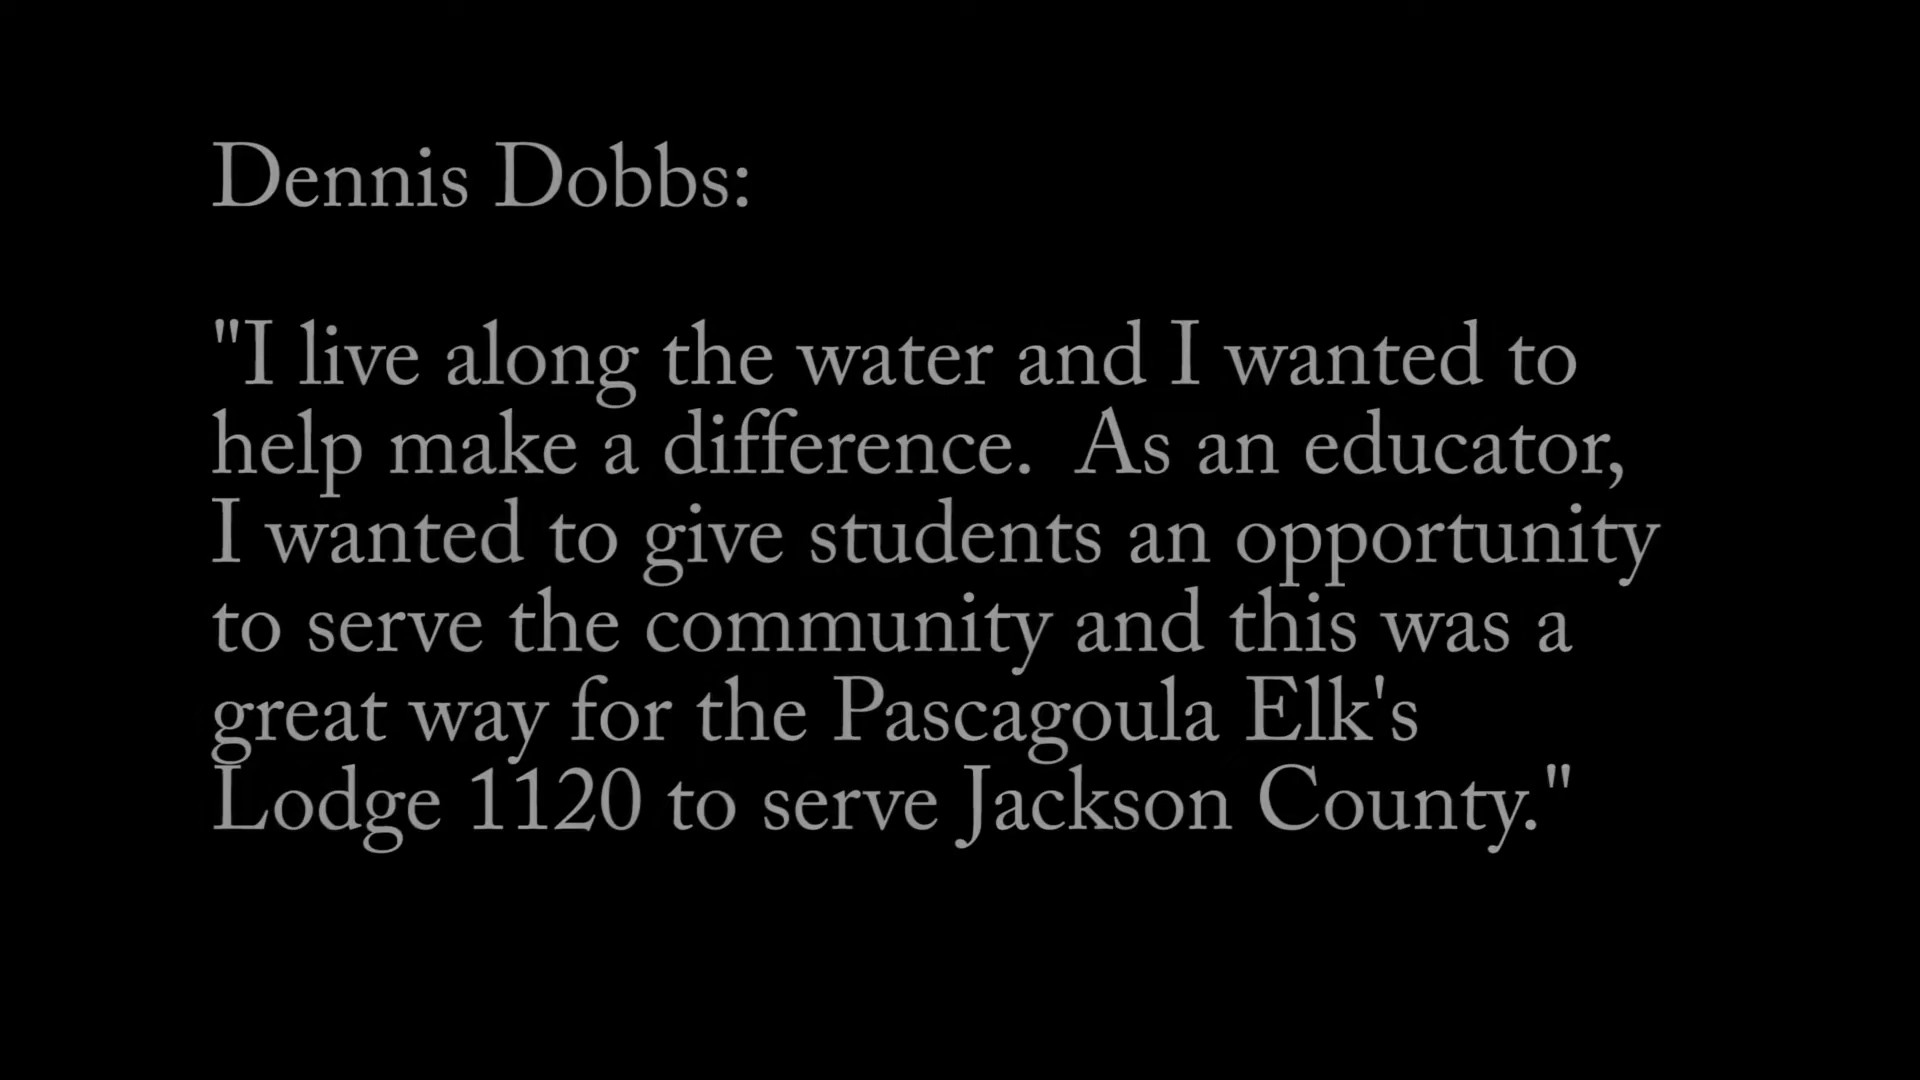 Dennis Dobbs:
"I live along the water and I wanted to
help make a difference.  As an educator,
I wanted to give students an opportunity
to serve the community and this was a
great way for the Pascagoula Elk's
Lodge 1120 to serve Jackson County."